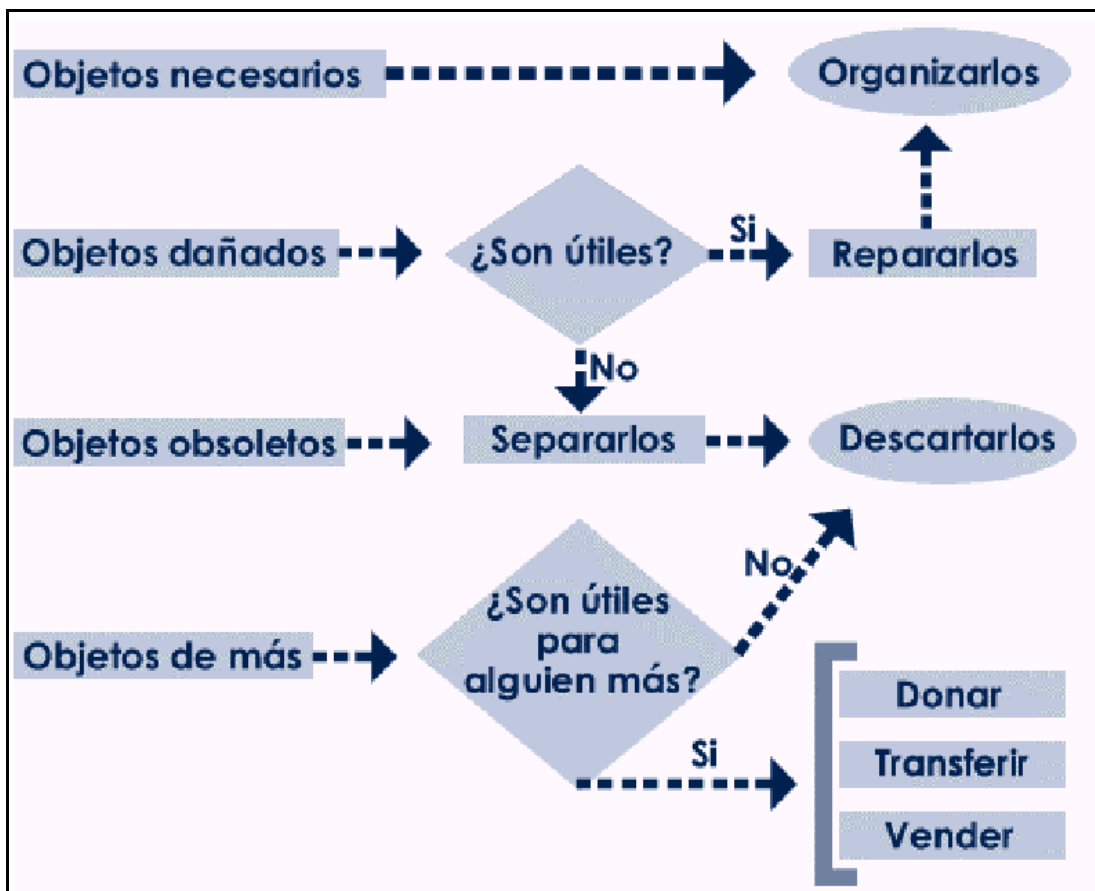 Objetos necesarios
Organizarlos
Objetos dañados
¿Son útiles?
Si
Repararlos
No
Objetos obsoletos
Separarlos
Descartarlos
Objetos de más
¿Son útiles
para
alguien más?
No
Si
Donar
Transferir
Vender